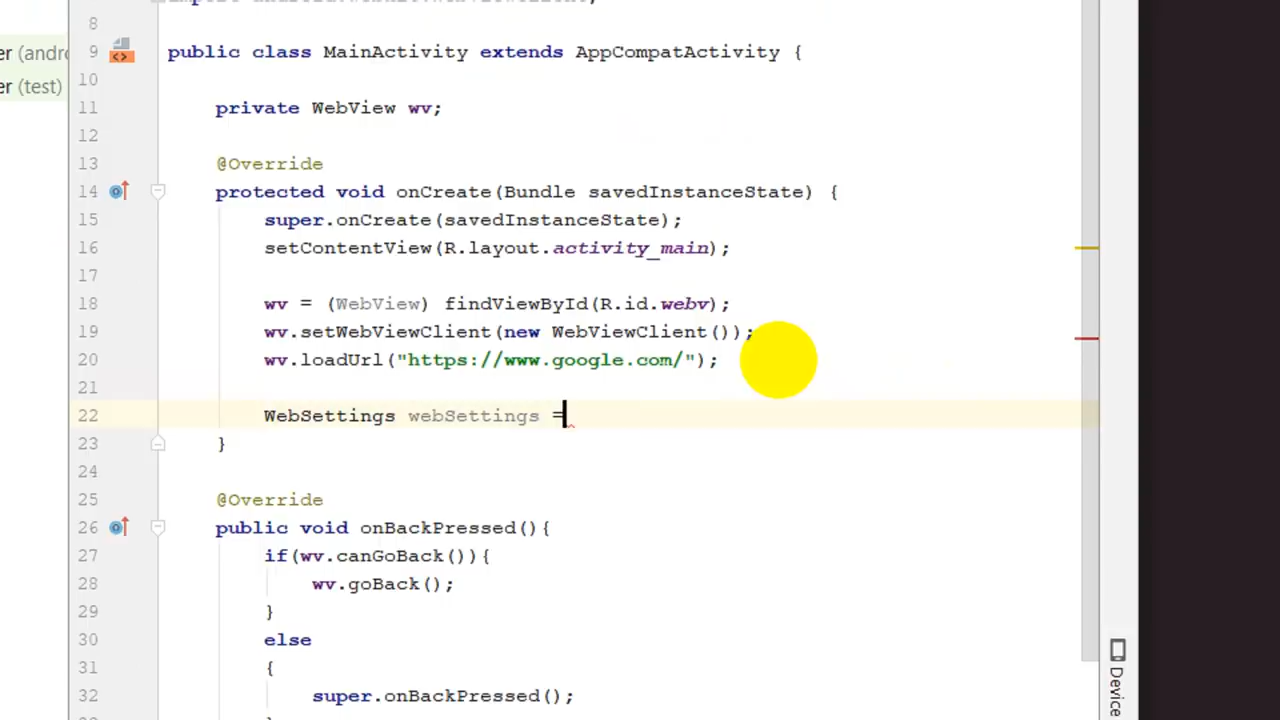 8
9 public class MainActivity extends AppCompatActivity {
er (andro
10
er (test)
11 private WebView wv;
12
13 @Override
14 protected void onCreate(Bundle savedInstanceState) {
15 super.onCreate(savedInstanceState);
16 setContentView(R.layout.activity_main);
17
18 wv = (WebView) findViewById(R.id.webv);
19 wv.setWebViewClient(new WebViewClient());
20 wv.loadUrl("https://www.google.com/");
21
22 WebSettings webSettings =
23 }
24
25 @Override
26 public void onBackPressed(){
27 if(wv.canGoBack()){
28 wv.goBack();
29 }
30 else
31 {
32 super.onBackPressed();
Device